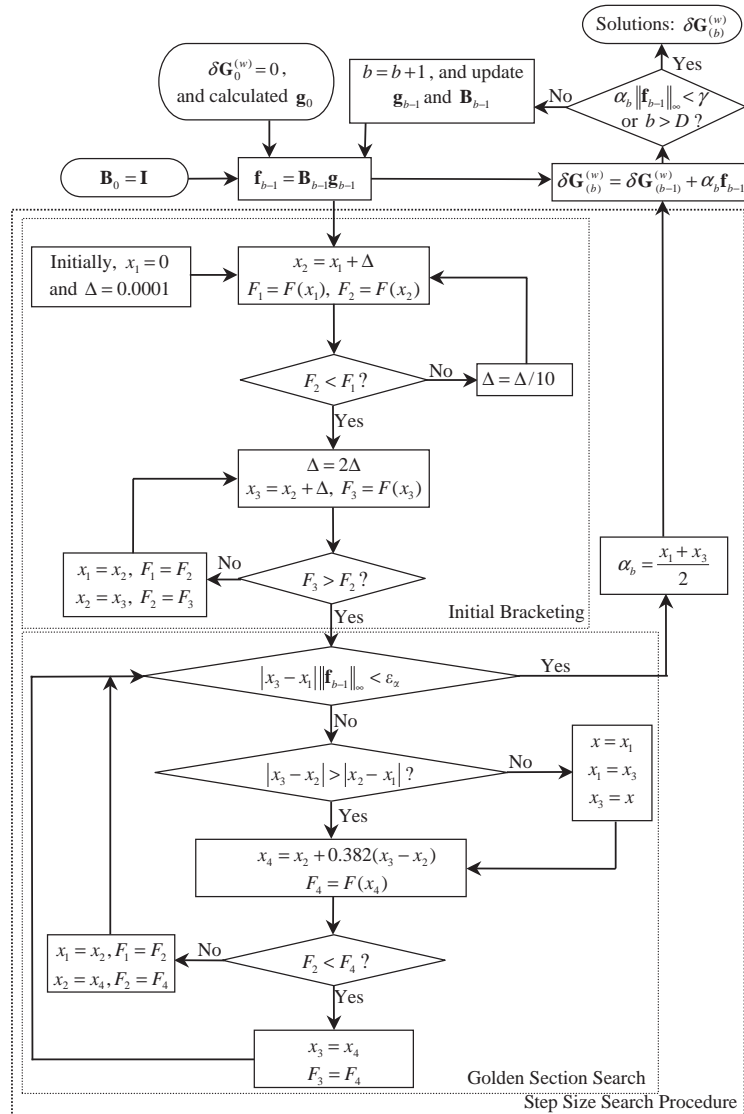 Solutions: δG_(b)^(w)
δG_0^(w) = 0 ,
and calculated g_0
b = b+1 , and update
g_{b−1} and B_{b−1}
No
Yes
α_b ‖f_{b−1}‖_∞ < γ
or b > D ?
B_0 = I
f_{b−1} = B_{b−1} g_{b−1}
δG_(b)^(w) = δG_(b−1)^(w) + α_b f_{b−1}
Initially, x_1 = 0
and Δ = 0.0001
x_2 = x_1 + Δ
F_1 = F(x_1), F_2 = F(x_2)
F_2 < F_1 ?
No
Δ = Δ/10
Yes
Δ = 2Δ
x_3 = x_2 + Δ, F_3 = F(x_3)
x_1 = x_2, F_1 = F_2
x_2 = x_3, F_2 = F_3
No
F_3 > F_2 ?
α_b = (x_1 + x_3)/2
Yes
Initial Bracketing
|x_3 − x_1| ‖f_{b−1}‖_∞ < ε_α
Yes
No
|x_3 − x_2| > |x_2 − x_1| ?
No
x = x_1
x_1 = x_3
x_3 = x
Yes
x_4 = x_2 + 0.382(x_3 − x_2)
F_4 = F(x_4)
x_1 = x_2, F_1 = F_2
x_2 = x_4, F_2 = F_4
No
F_2 < F_4 ?
Yes
x_3 = x_4
F_3 = F_4
Golden Section Search
Step Size Search Procedure